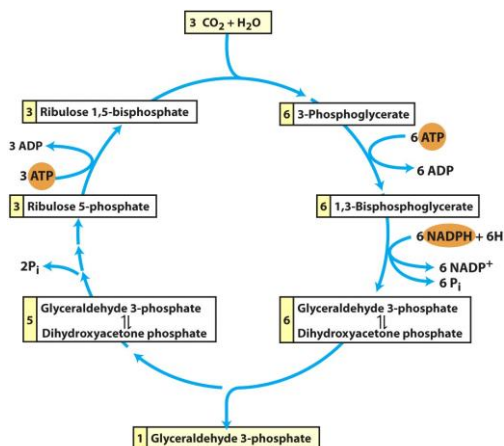 3 CO₂ + H₂O
3 Ribulose 1,5-bisphosphate
6 3-Phosphoglycerate
3 ADP
6 ATP
3 ATP
6 ADP
3 Ribulose 5-phosphate
6 1,3-Bisphosphoglycerate
6 NADPH + 6H
2Pᵢ
6 NADP⁺
6 Pᵢ
5 Glyceraldehyde 3-phosphate
⇅
Dihydroxyacetone phosphate
6 Glyceraldehyde 3-phosphate
⇅
Dihydroxyacetone phosphate
1 Glyceraldehyde 3-phosphate